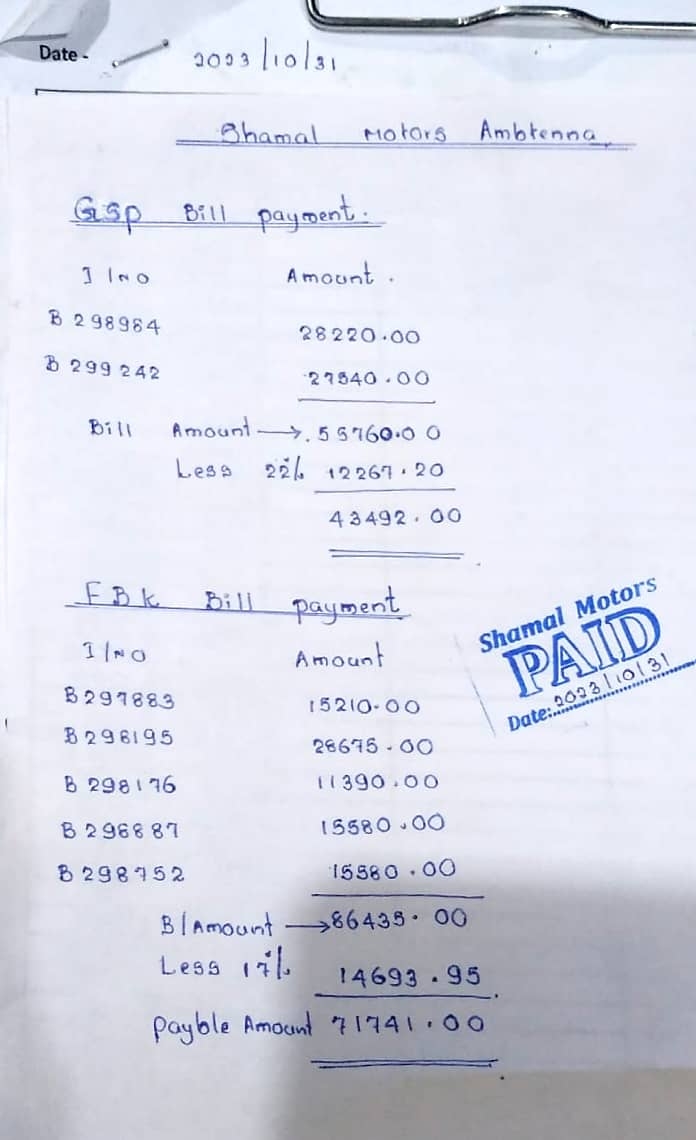 Date - 2023/10/31
Shamal Motors Ambtenna
GSP Bill payment.
I/NO Amount.
B 298984 28220.00
B 299242 27540.00
Bill Amount → 55760.00
Less 22% 12267.20
43492.00
FBK Bill payment
I/NO Amount
B297883 15210-00
B298195 28675-00
B 298176 11390.00
B 298887 15580.00
B 298752 15580.00
B/Amount → 86435.00
Less 17% 14693.95
payble Amount 71741.00
Shamal Motors
PAID
Date:2023/10/31